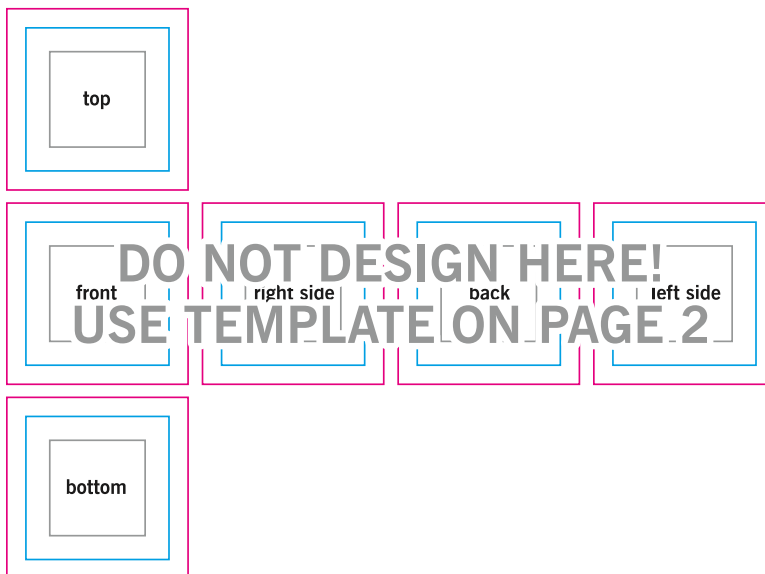 top
DO NOT DESIGN HERE!
front right side back left side
USE TEMPLATE ON PAGE 2
bottom